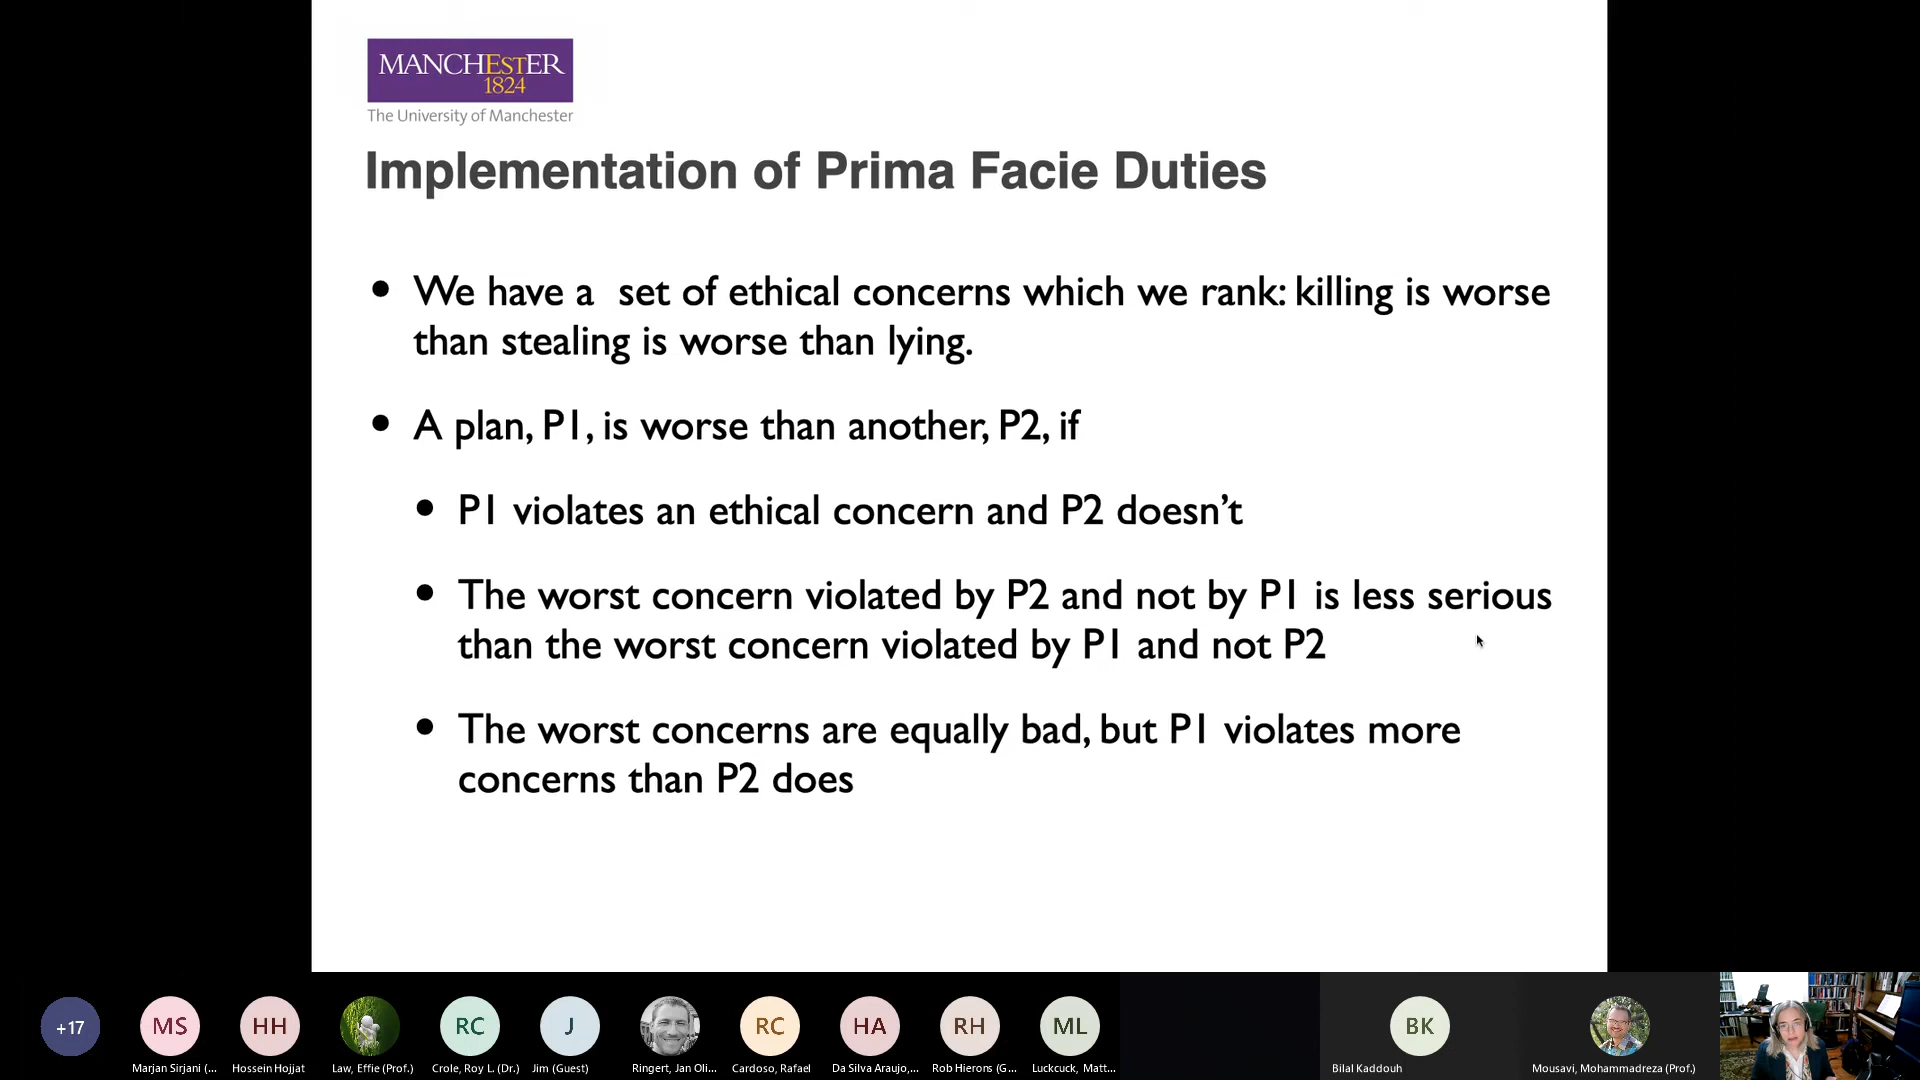 MANCHESTER
1824
The University of Manchester
Implementation of Prima Facie Duties
• We have a set of ethical concerns which we rank: killing is worse
than stealing is worse than lying.
• A plan, P1, is worse than another, P2, if
• P1 violates an ethical concern and P2 doesn’t
• The worst concern violated by P2 and not by P1 is less serious
than the worst concern violated by P1 and not P2
• The worst concerns are equally bad, but P1 violates more
concerns than P2 does
+17
MS
HH
RC
J
RC
HA
RH
ML
BK
Marjan Sirjani (...
Hossein Hojjat
Law, Effie (Prof.)
Crole, Roy L. (Dr.)
Jim (Guest)
Ringert, Jan Oli...
Cardoso, Rafael
Da Silva Araujo,...
Rob Hierons (G...
Luckcuck, Matt...
Bilal Kaddouh
Mousavi, Mohammadreza (Prof.)